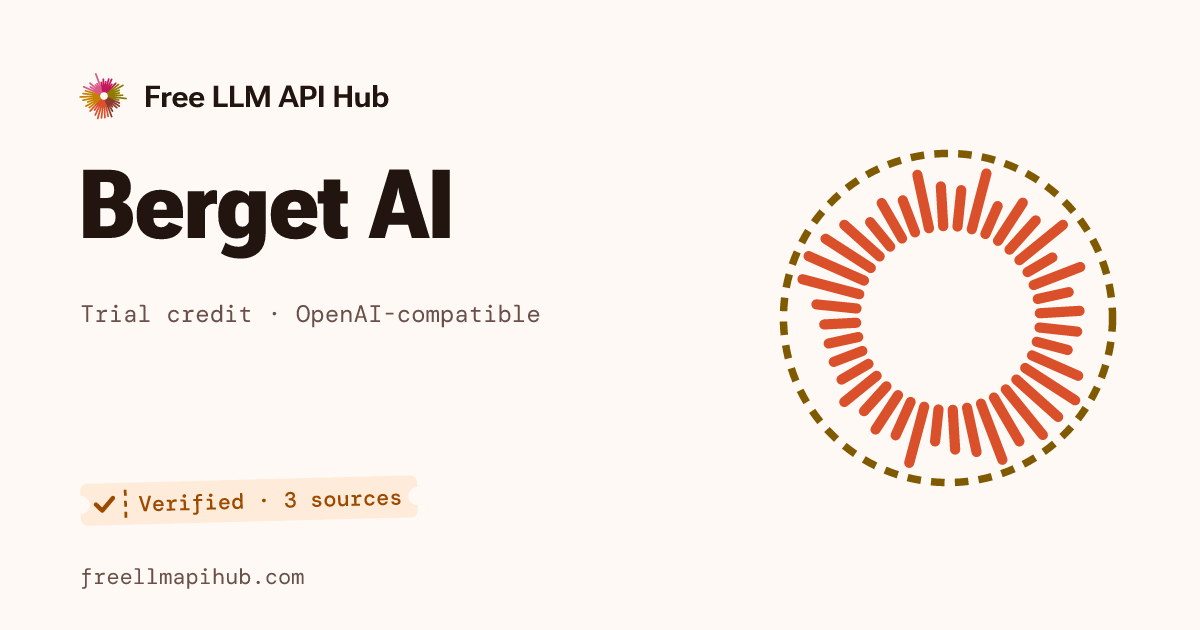 Free LLM API Hub
Berget AI
Trial credit · OpenAI-compatible
Verified · 3 sources
freellmapihub.com